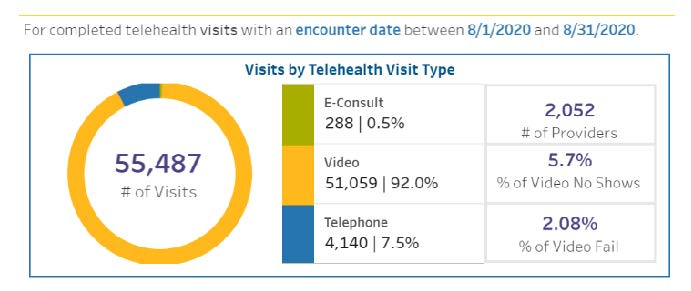 For completed telehealth visits with an encounter date between 8/1/2020 and 8/31/2020.
Visits by Telehealth Visit Type
55,487
# of Visits
E-Consult
288 | 0.5%
Video
51,059 | 92.0%
Telephone
4,140 | 7.5%
2,052
# of Providers
5.7%
% of Video No Shows
2.08%
% of Video Fail